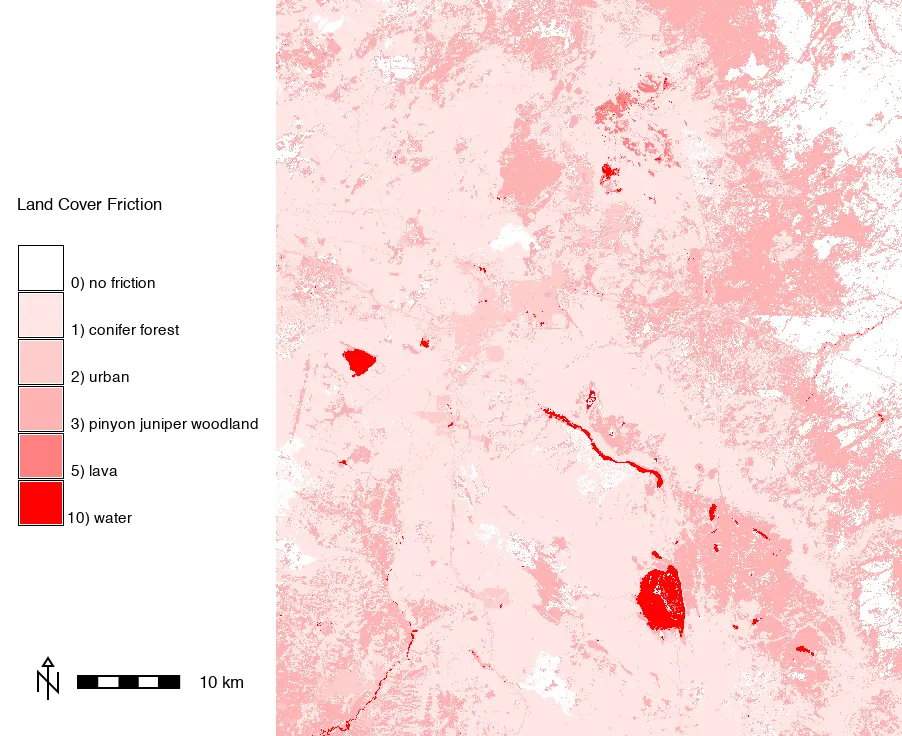 Land Cover Friction
0) no friction
1) conifer forest
2) urban
3) pinyon juniper woodland
5) lava
10) water
N
10 km